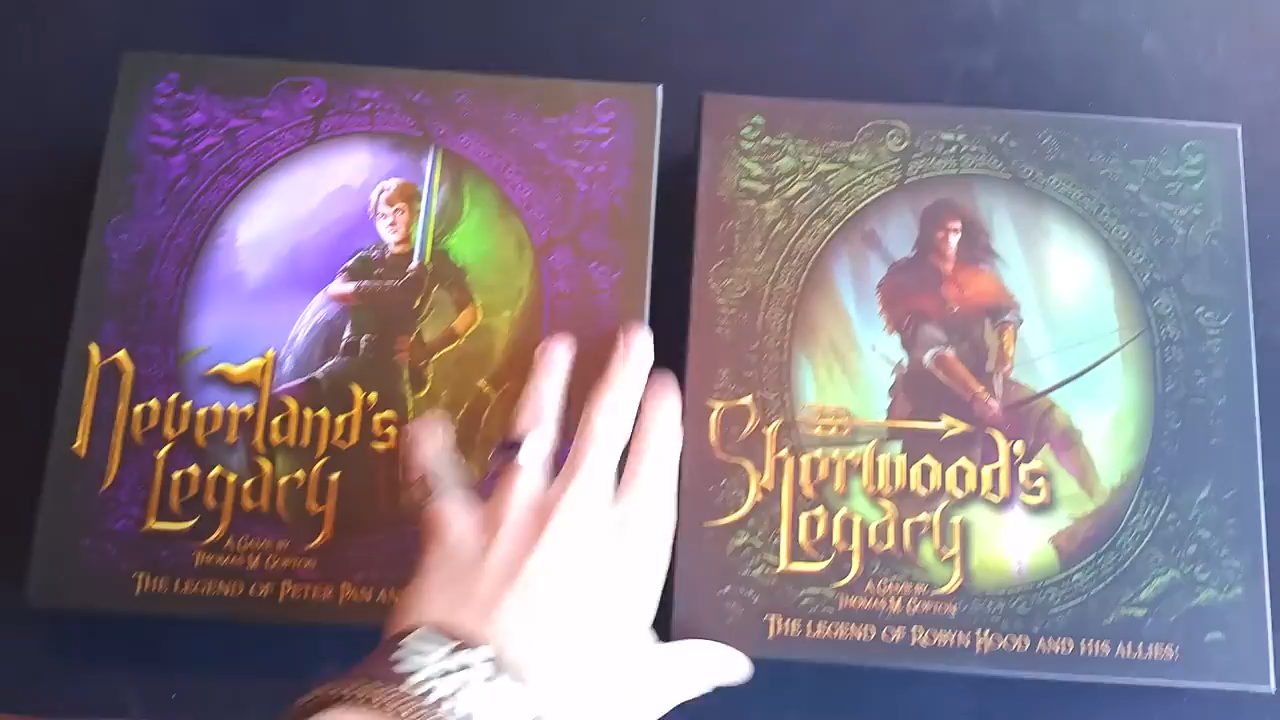 Neverland's
Legacy
A Game by
Thomas M. Gofton
The legend of Peter Pan an
Sherwood's
Legacy
A Game by
Thomas M. Gofton
The legend of Robyn Hood and his allies!